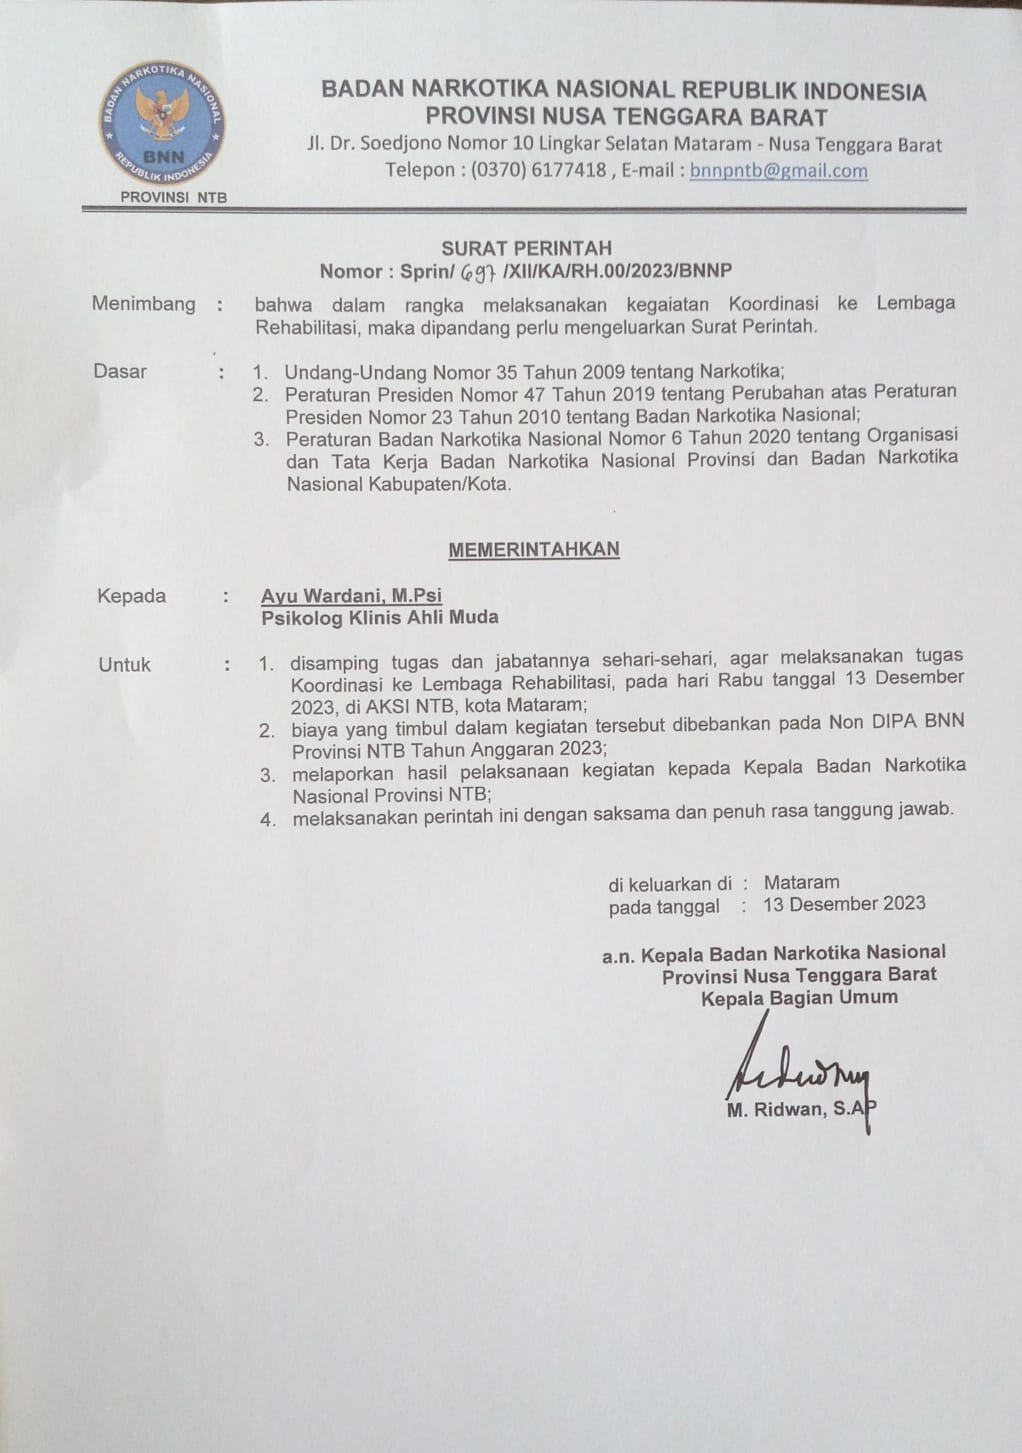 BADAN NARKOTIKA NASIONAL
BNN
REPUBLIK INDONESIA
PROVINSI NTB
BADAN NARKOTIKA NASIONAL REPUBLIK INDONESIA
PROVINSI NUSA TENGGARA BARAT
Jl. Dr. Soedjono Nomor 10 Lingkar Selatan Mataram - Nusa Tenggara Barat
Telepon : (0370) 6177418 , E-mail : bnnpntb@gmail.com
SURAT PERINTAH
Nomor : Sprin/ 697 /XII/KA/RH.00/2023/BNNP
Menimbang : bahwa dalam rangka melaksanakan kegaiatan Koordinasi ke Lembaga
Rehabilitasi, maka dipandang perlu mengeluarkan Surat Perintah.
Dasar : 1. Undang-Undang Nomor 35 Tahun 2009 tentang Narkotika;
2. Peraturan Presiden Nomor 47 Tahun 2019 tentang Perubahan atas Peraturan
Presiden Nomor 23 Tahun 2010 tentang Badan Narkotika Nasional;
3. Peraturan Badan Narkotika Nasional Nomor 6 Tahun 2020 tentang Organisasi
dan Tata Kerja Badan Narkotika Nasional Provinsi dan Badan Narkotika
Nasional Kabupaten/Kota.
MEMERINTAHKAN
Kepada : Ayu Wardani, M.Psi
Psikolog Klinis Ahli Muda
Untuk : 1. disamping tugas dan jabatannya sehari-sehari, agar melaksanakan tugas
Koordinasi ke Lembaga Rehabilitasi, pada hari Rabu tanggal 13 Desember
2023, di AKSI NTB, kota Mataram;
2. biaya yang timbul dalam kegiatan tersebut dibebankan pada Non DIPA BNN
Provinsi NTB Tahun Anggaran 2023;
3. melaporkan hasil pelaksanaan kegiatan kepada Kepala Badan Narkotika
Nasional Provinsi NTB;
4. melaksanakan perintah ini dengan saksama dan penuh rasa tanggung jawab.
di keluarkan di : Mataram
pada tanggal : 13 Desember 2023
a.n. Kepala Badan Narkotika Nasional
Provinsi Nusa Tenggara Barat
Kepala Bagian Umum
M. Ridwan, S.AP